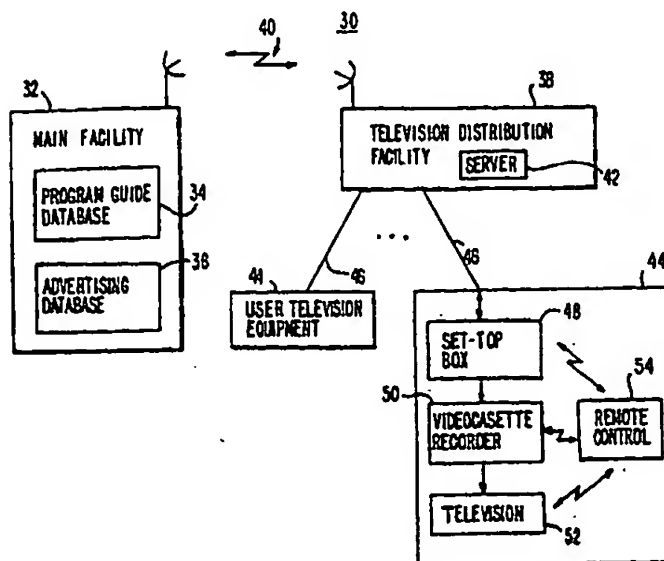 40
30
32
38
MAIN FACILITY
TELEVISION DISTRIBUTION
FACILITY
SERVER
42
PROGRAM GUIDE
DATABASE
34
...
36
ADVERTISING
DATABASE
44
46
46
44
USER TELEVISION
EQUIPMENT
48
SET-TOP
BOX
54
50
VIDEOCASETTE
RECORDER
REMOTE
CONTROL
TELEVISION
52